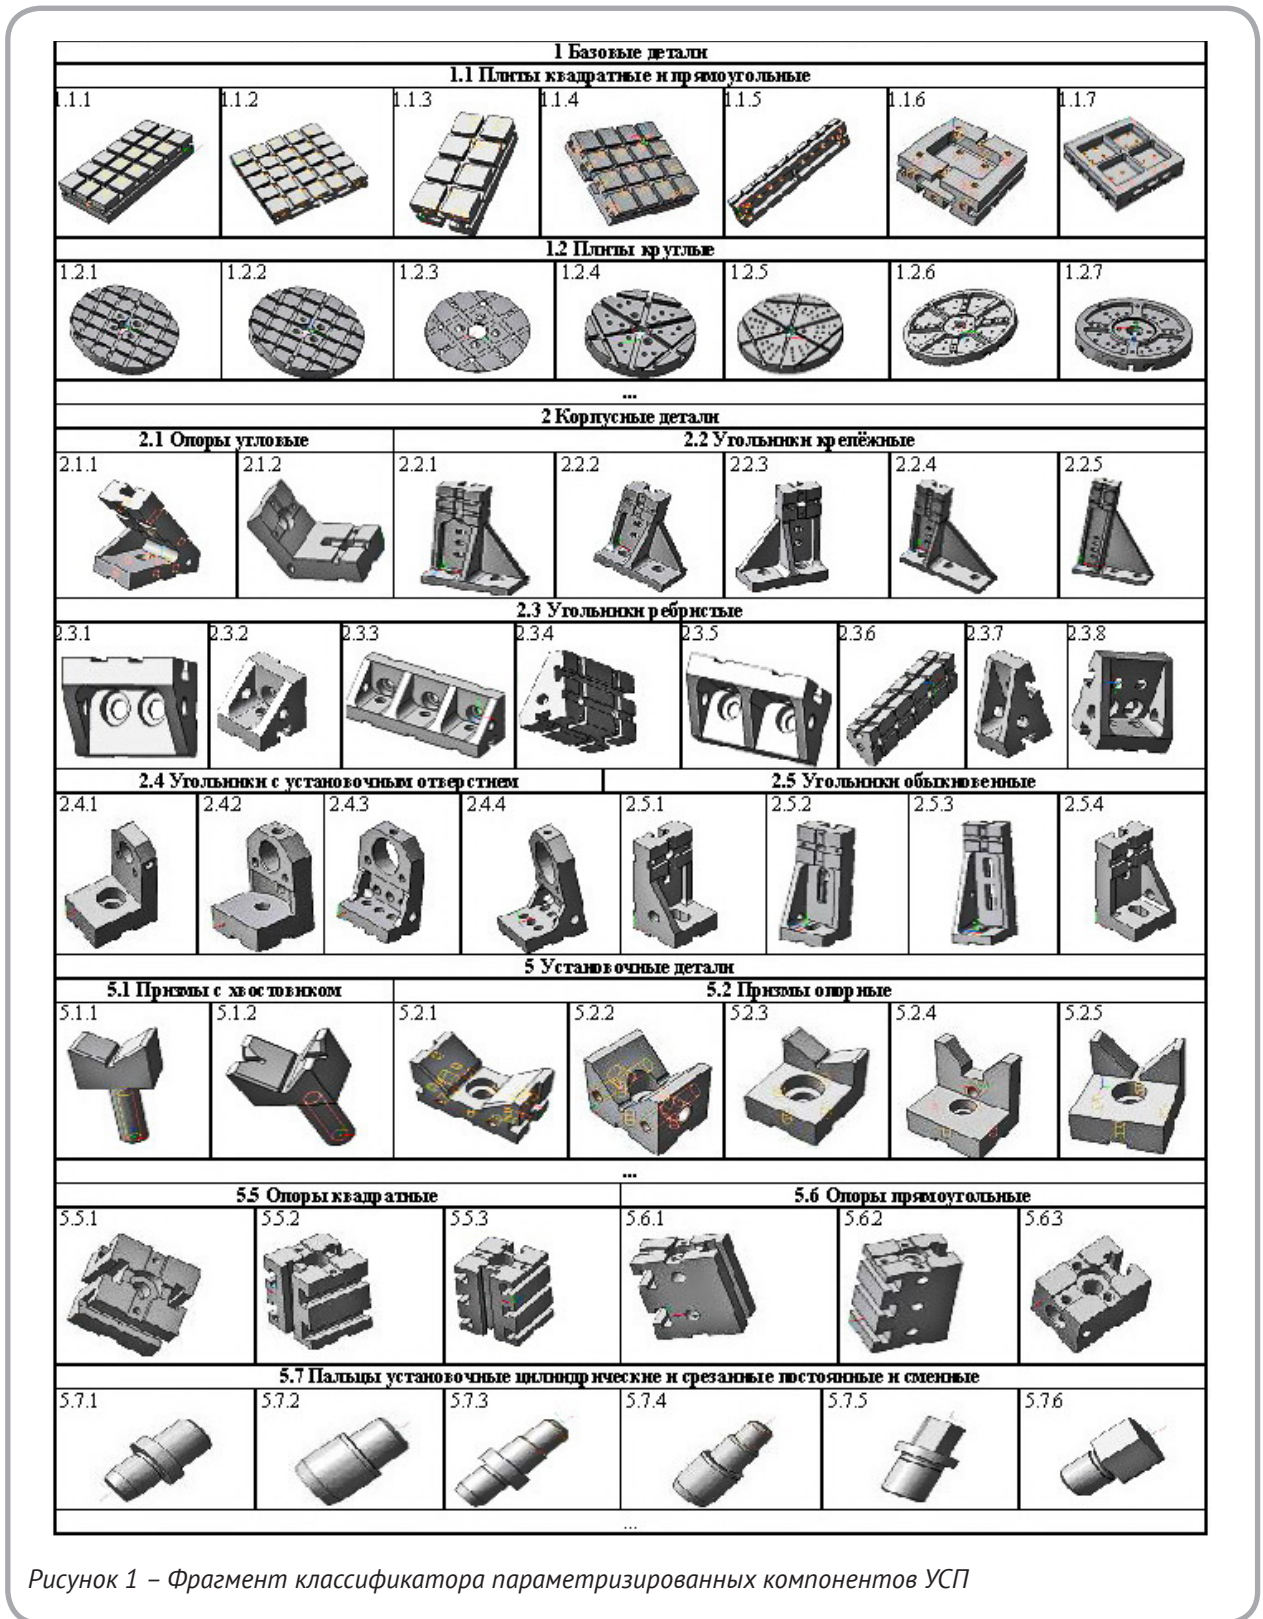 1 Базовые детали
1.1 Плиты квадратные и прямоугольные
1.1.1 1.1.2 1.1.3 1.1.4 1.1.5 1.1.6 1.1.7
1.2 Плиты круглые
1.2.1 1.2.2 1.2.3 1.2.4 1.2.5 1.2.6 1.2.7
...
2 Корпусные детали
2.1 Опоры угловые 2.2 Угольники крепёжные
2.1.1 2.1.2 2.2.1 2.2.2 2.2.3 2.2.4 2.2.5
2.3 Угольники ребристые
2.3.1 2.3.2 2.3.3 2.3.4 2.3.5 2.3.6 2.3.7 2.3.8
2.4 Угольники с установочным отверстием 2.5 Угольники обыкновенные
2.4.1 2.4.2 2.4.3 2.4.4 2.5.1 2.5.2 2.5.3 2.5.4
5 Установочные детали
5.1 Призмы с хвостовиком 5.2 Призмы опорные
5.1.1 5.1.2 5.2.1 5.2.2 5.2.3 5.2.4 5.2.5
...
5.5 Опоры квадратные 5.6 Опоры прямоугольные
5.5.1 5.5.2 5.5.3 5.6.1 5.6.2 5.6.3
5.7 Пальцы установочные цилиндрические и срезанные постоянные и сменные
5.7.1 5.7.2 5.7.3 5.7.4 5.7.5 5.7.6
...
Рисунок 1 – Фрагмент классификатора параметризированных компонентов УСП